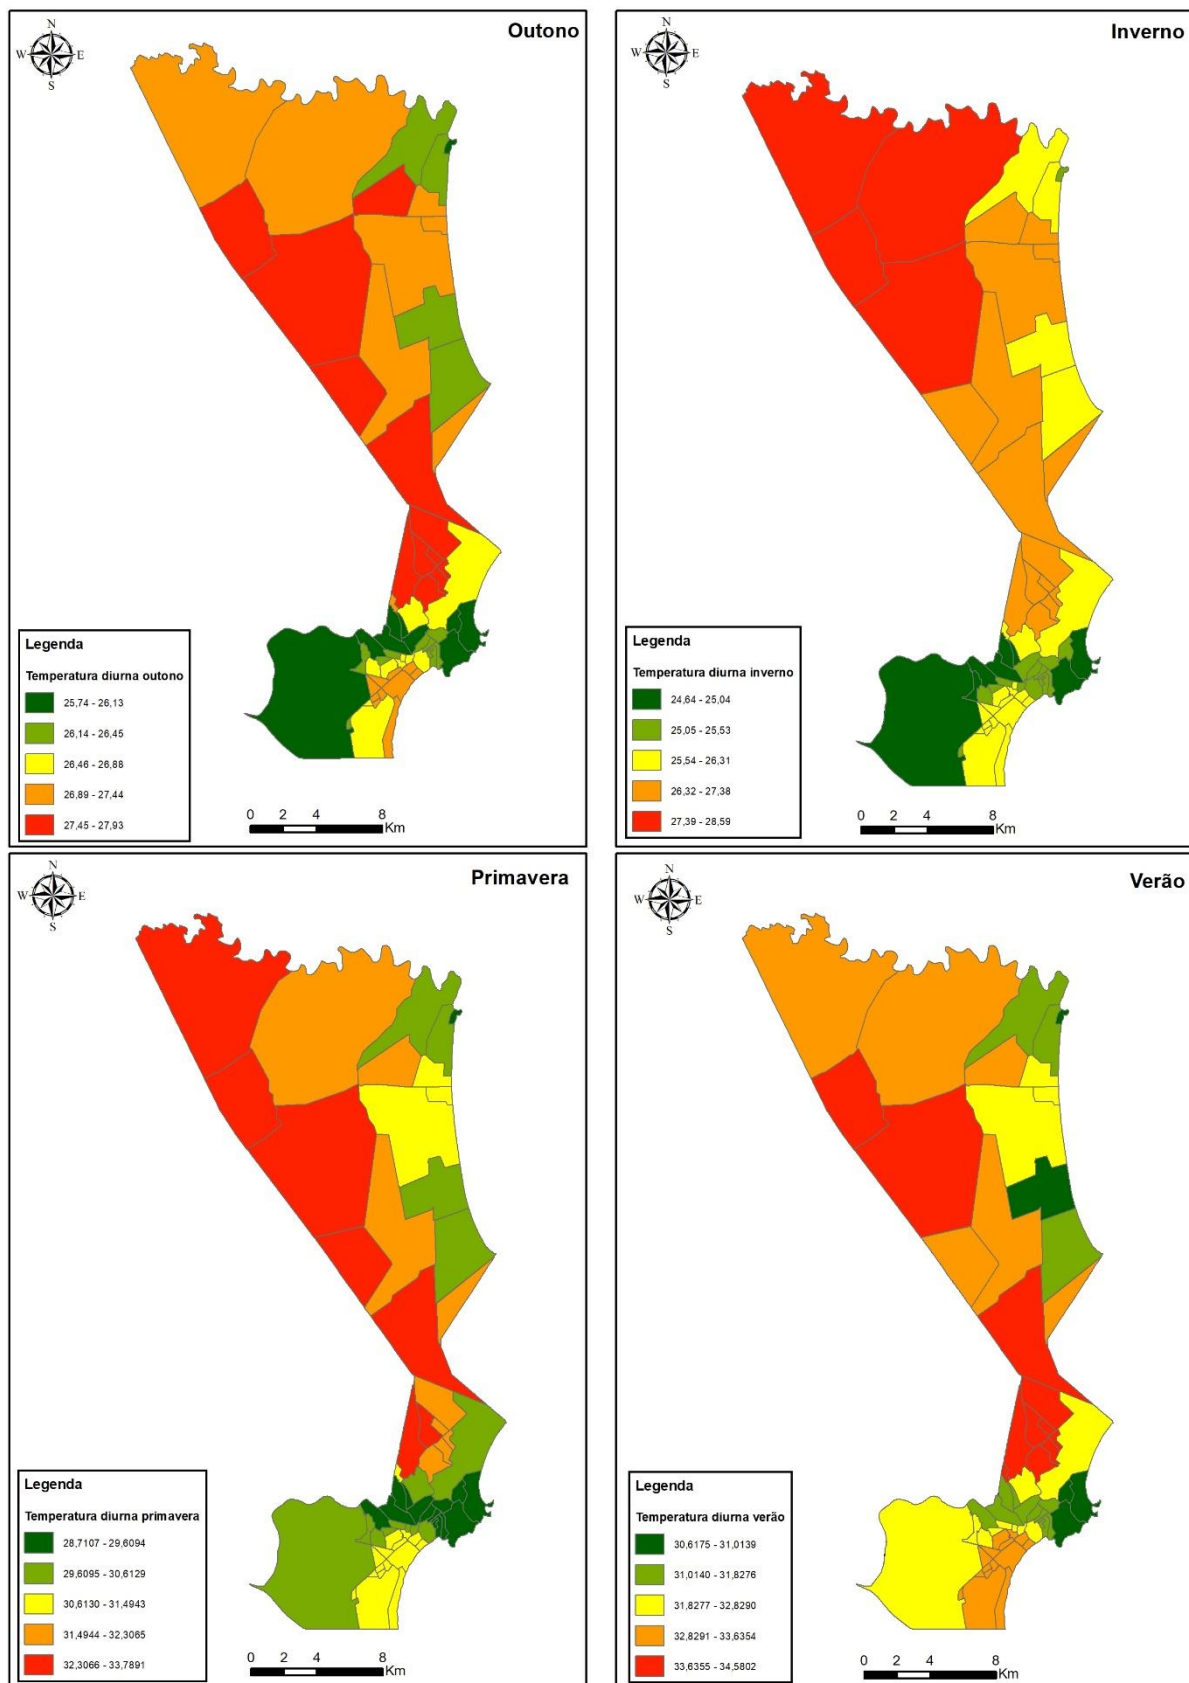 Outono
N
W E
S
Legenda
Temperatura diurna outono
25,74 - 26,13
26,14 - 26,45
26,46 - 26,88
26,89 - 27,44
27,45 - 27,93
0 2 4 8
Km
Inverno
N
W E
S
Legenda
Temperatura diurna inverno
24,64 - 25,04
25,05 - 25,53
25,54 - 26,31
26,32 - 27,38
27,39 - 28,59
0 2 4 8
Km
Primavera
N
W E
S
Legenda
Temperatura diurna primavera
28,7107 - 29,6094
29,6095 - 30,6129
30,6130 - 31,4943
31,4944 - 32,3065
32,3066 - 33,7891
0 2 4 8
Km
Verão
N
W E
S
Legenda
Temperatura diurna verão
30,6175 - 31,0139
31,0140 - 31,8276
31,8277 - 32,8290
32,8291 - 33,6354
33,6355 - 34,5802
0 2 4 8
Km